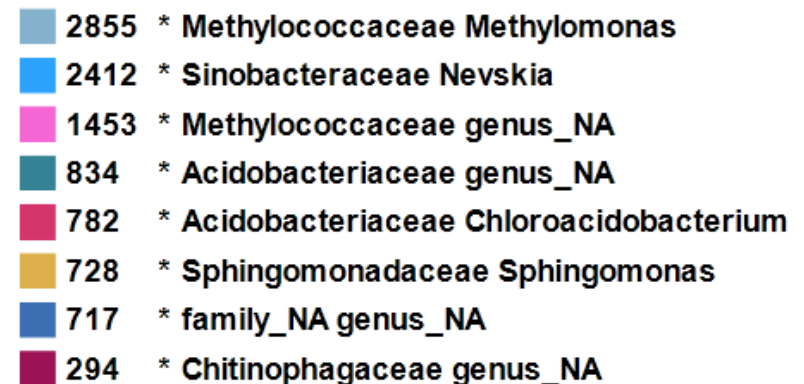 2855 * Methylococcaceae Methylomonas
2412 * Sinobacteraceae Nevskia
1453 * Methylococcaceae genus_NA
834 * Acidobacteriaceae genus_NA
782 * Acidobacteriaceae Chloroacidobacterium
728 * Sphingomonadaceae Sphingomonas
717 * family_NA genus_NA
294 * Chitinophagaceae genus_NA